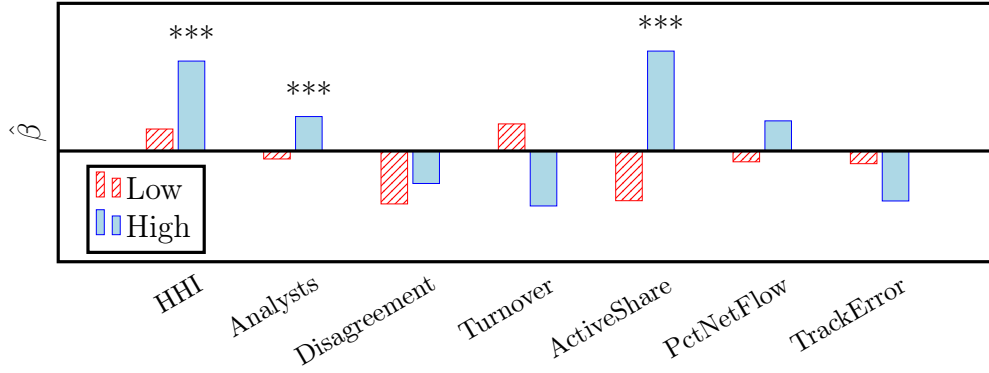 ***
***
***
β̂
Low
High
HHI
Analysts
Disagreement
Turnover
ActiveShare
PctNetFlow
TrackError